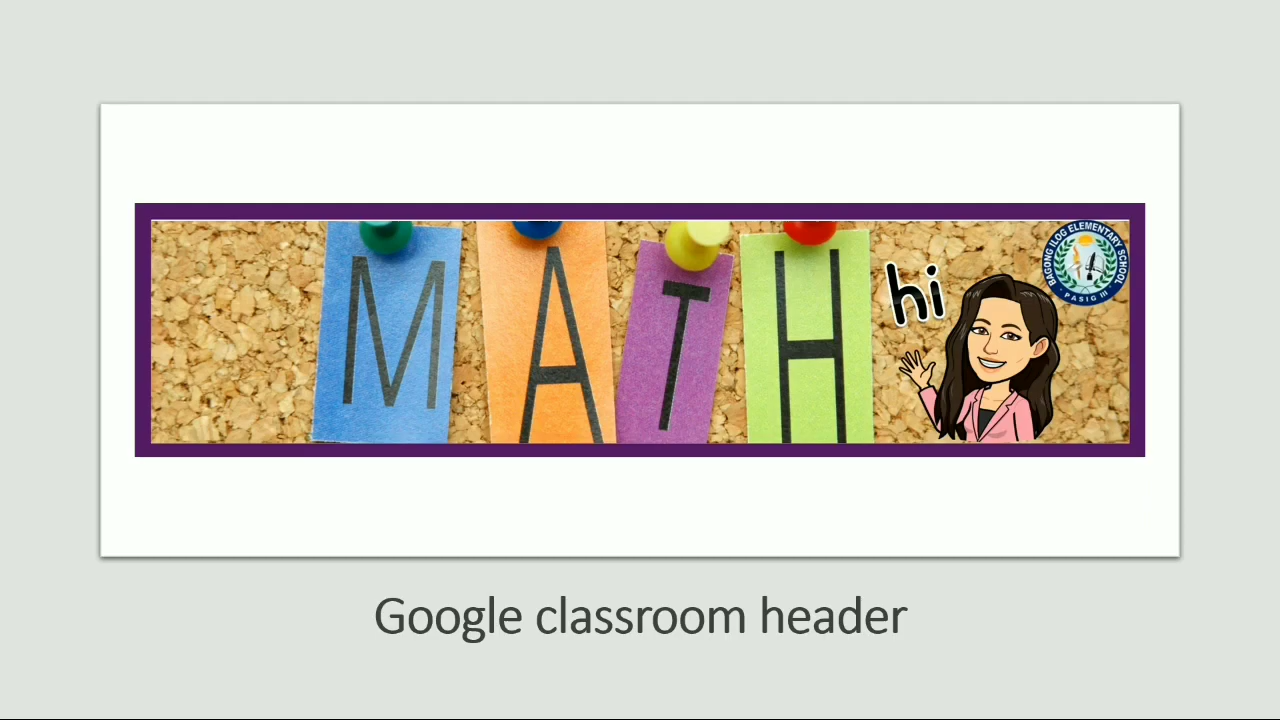 MATH
hi
BAGONG ILOG ELEMENTARY SCHOOL
PASIG III
Google classroom header